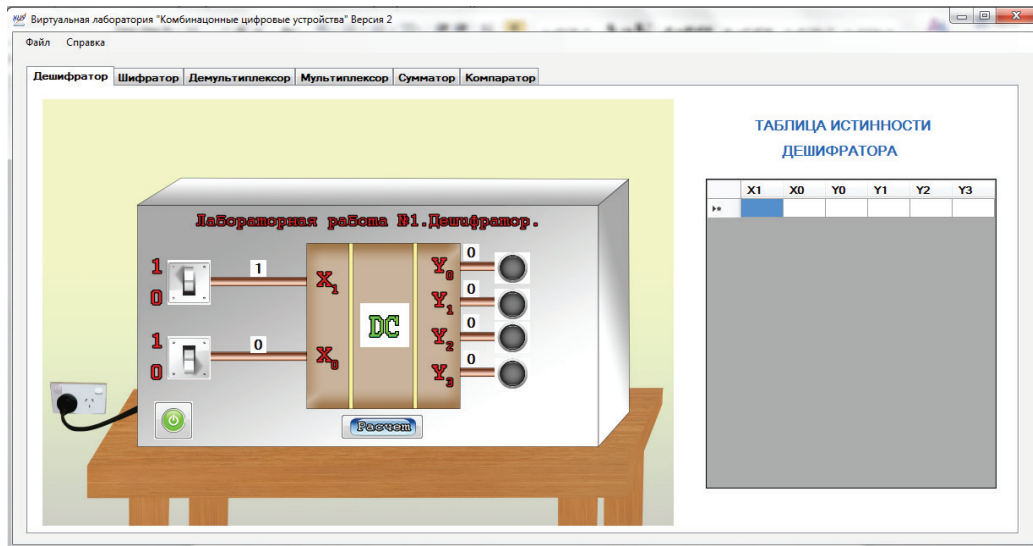 Виртуальная лаборатория "Комбинацонные цифровые устройства" Версия 2
Файл Справка
Дешифратор Шифратор Демультиплексор Мультиплексор Сумматор Компаратор
ТАБЛИЦА ИСТИННОСТИ
ДЕШИФРАТОРА
X1 X0 Y0 Y1 Y2 Y3
Лабораторная работа №1.Дешифратор.
1
0
1
X1
1
0
0
X0
DC
Y0 0
Y1 0
Y2 0
Y3 0
Расчет